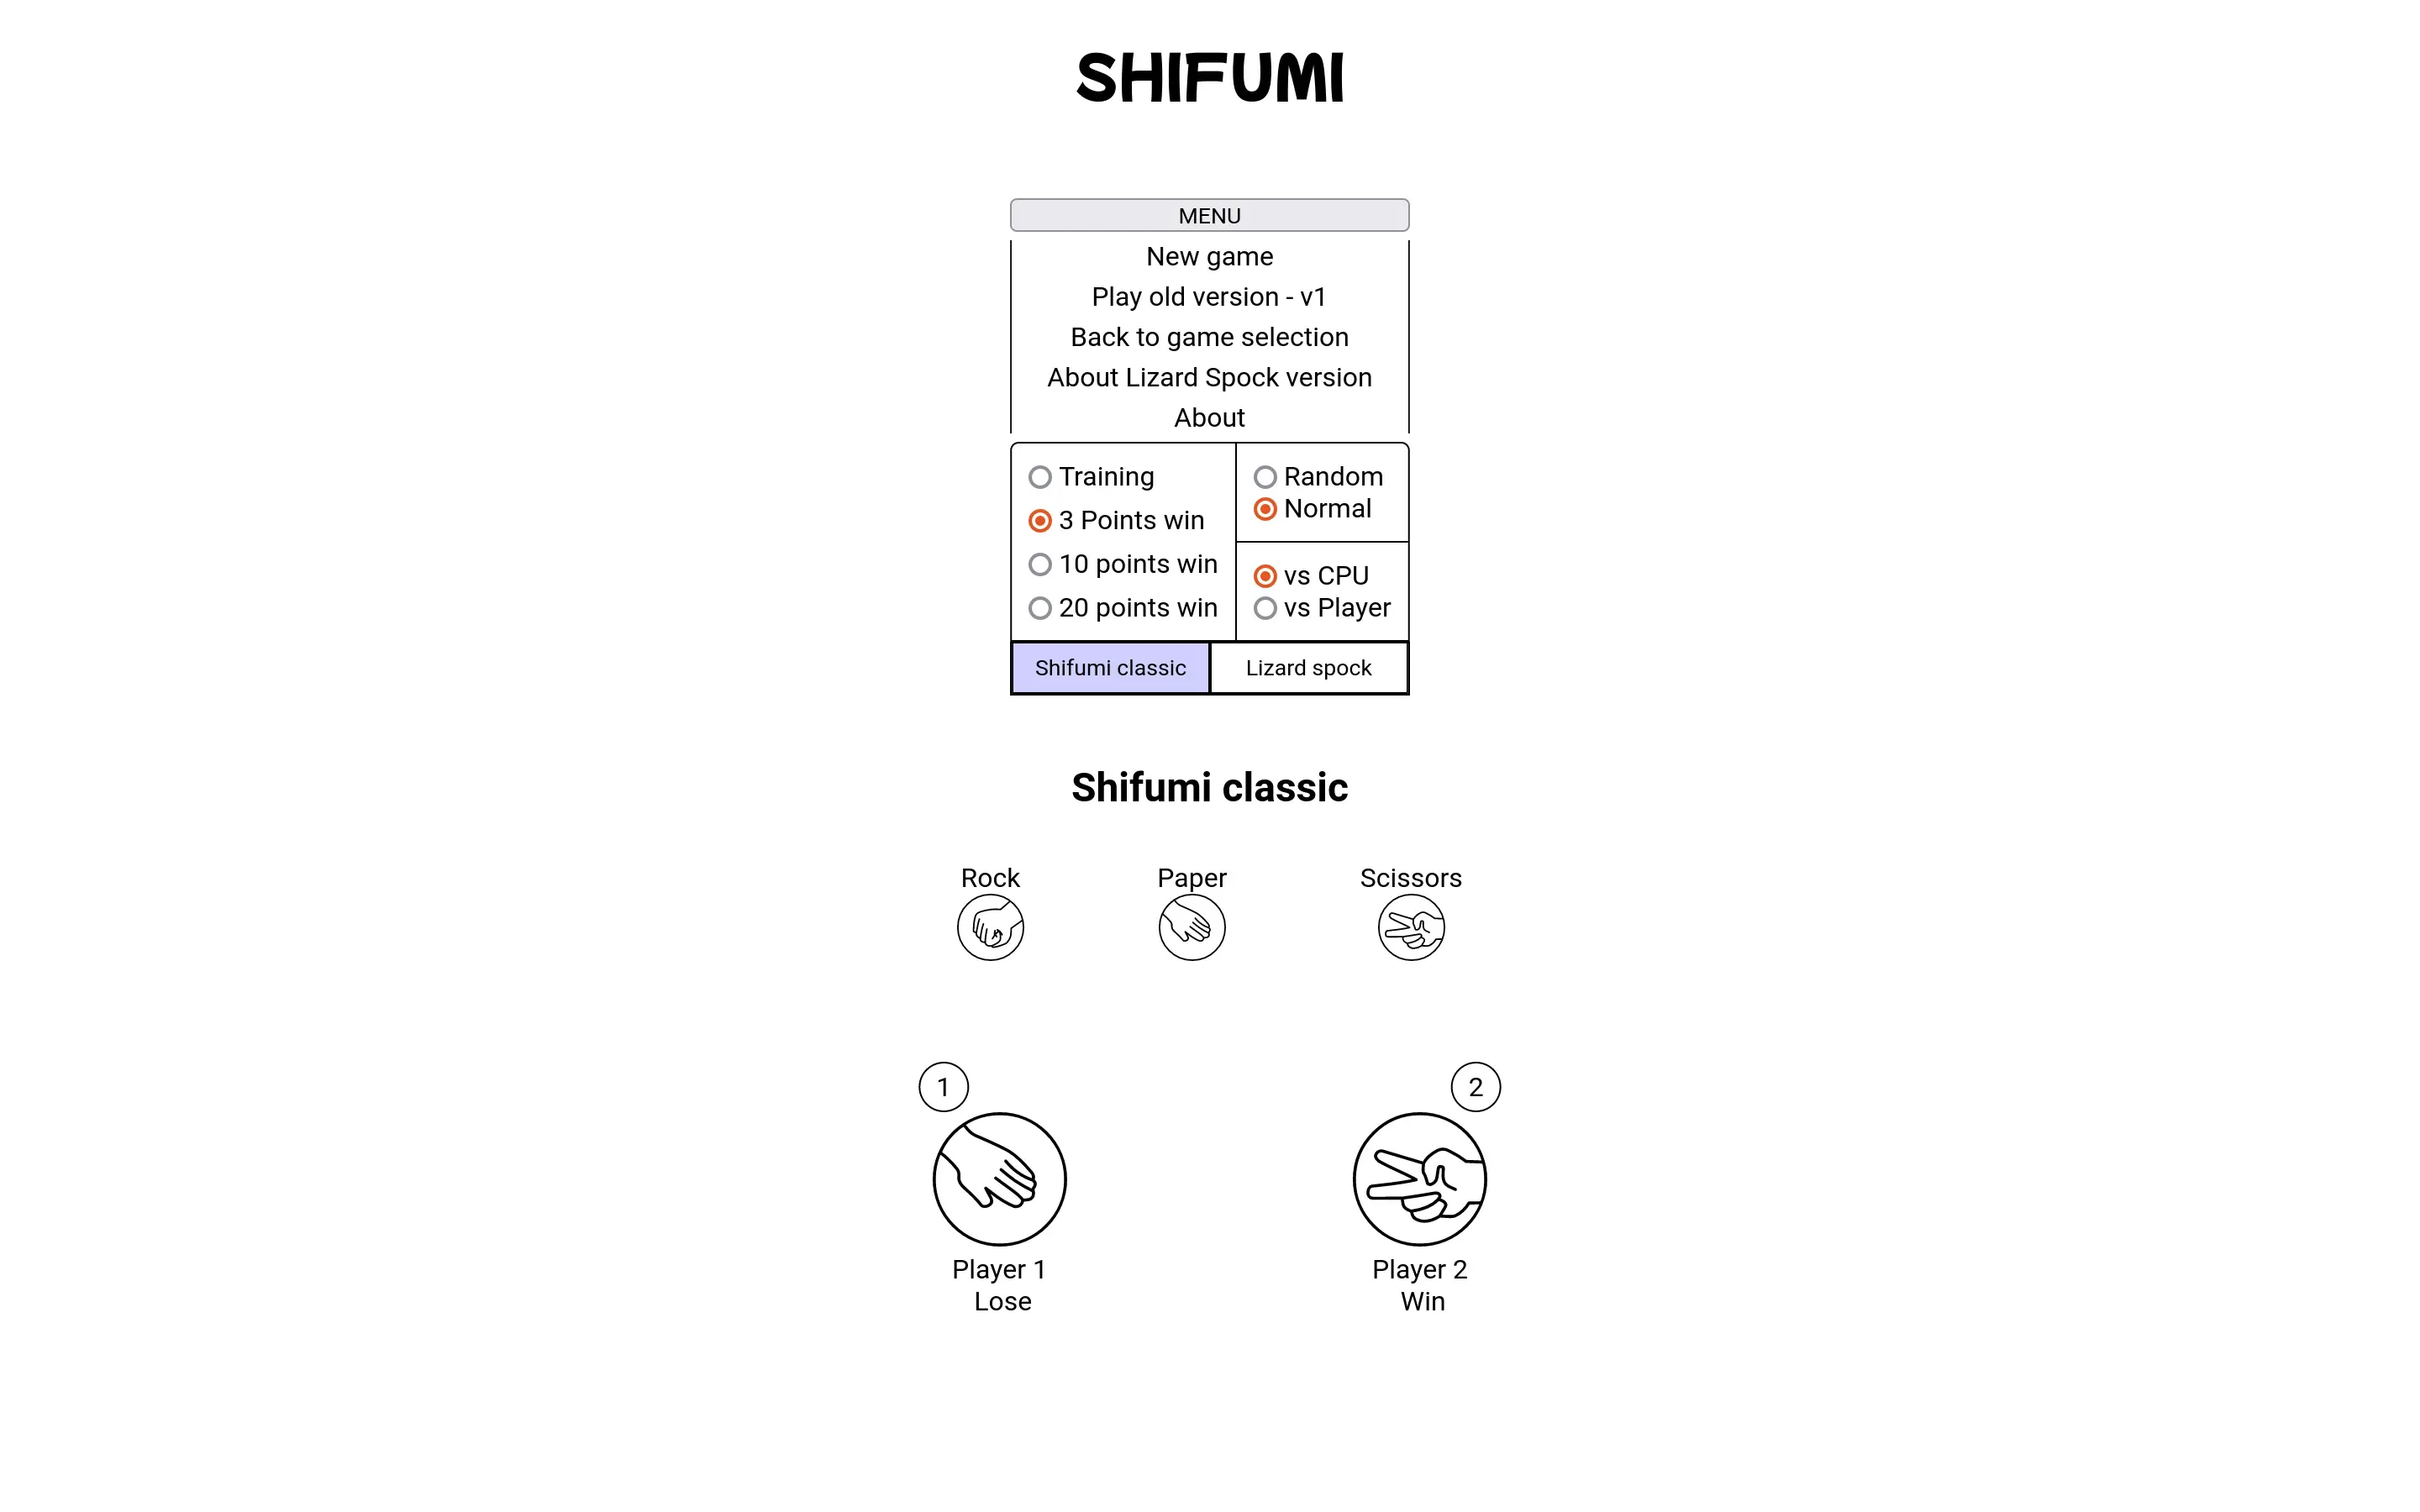 SHIFUMI
MENU
New game
Play old version - v1
Back to game selection
About Lizard Spock version
About
Training
3 Points win
10 points win
20 points win
Random
Normal
vs CPU
vs Player
Shifumi classic
Lizard spock
Shifumi classic
Rock
Paper
Scissors
1
2
Player 1
Lose
Player 2
Win